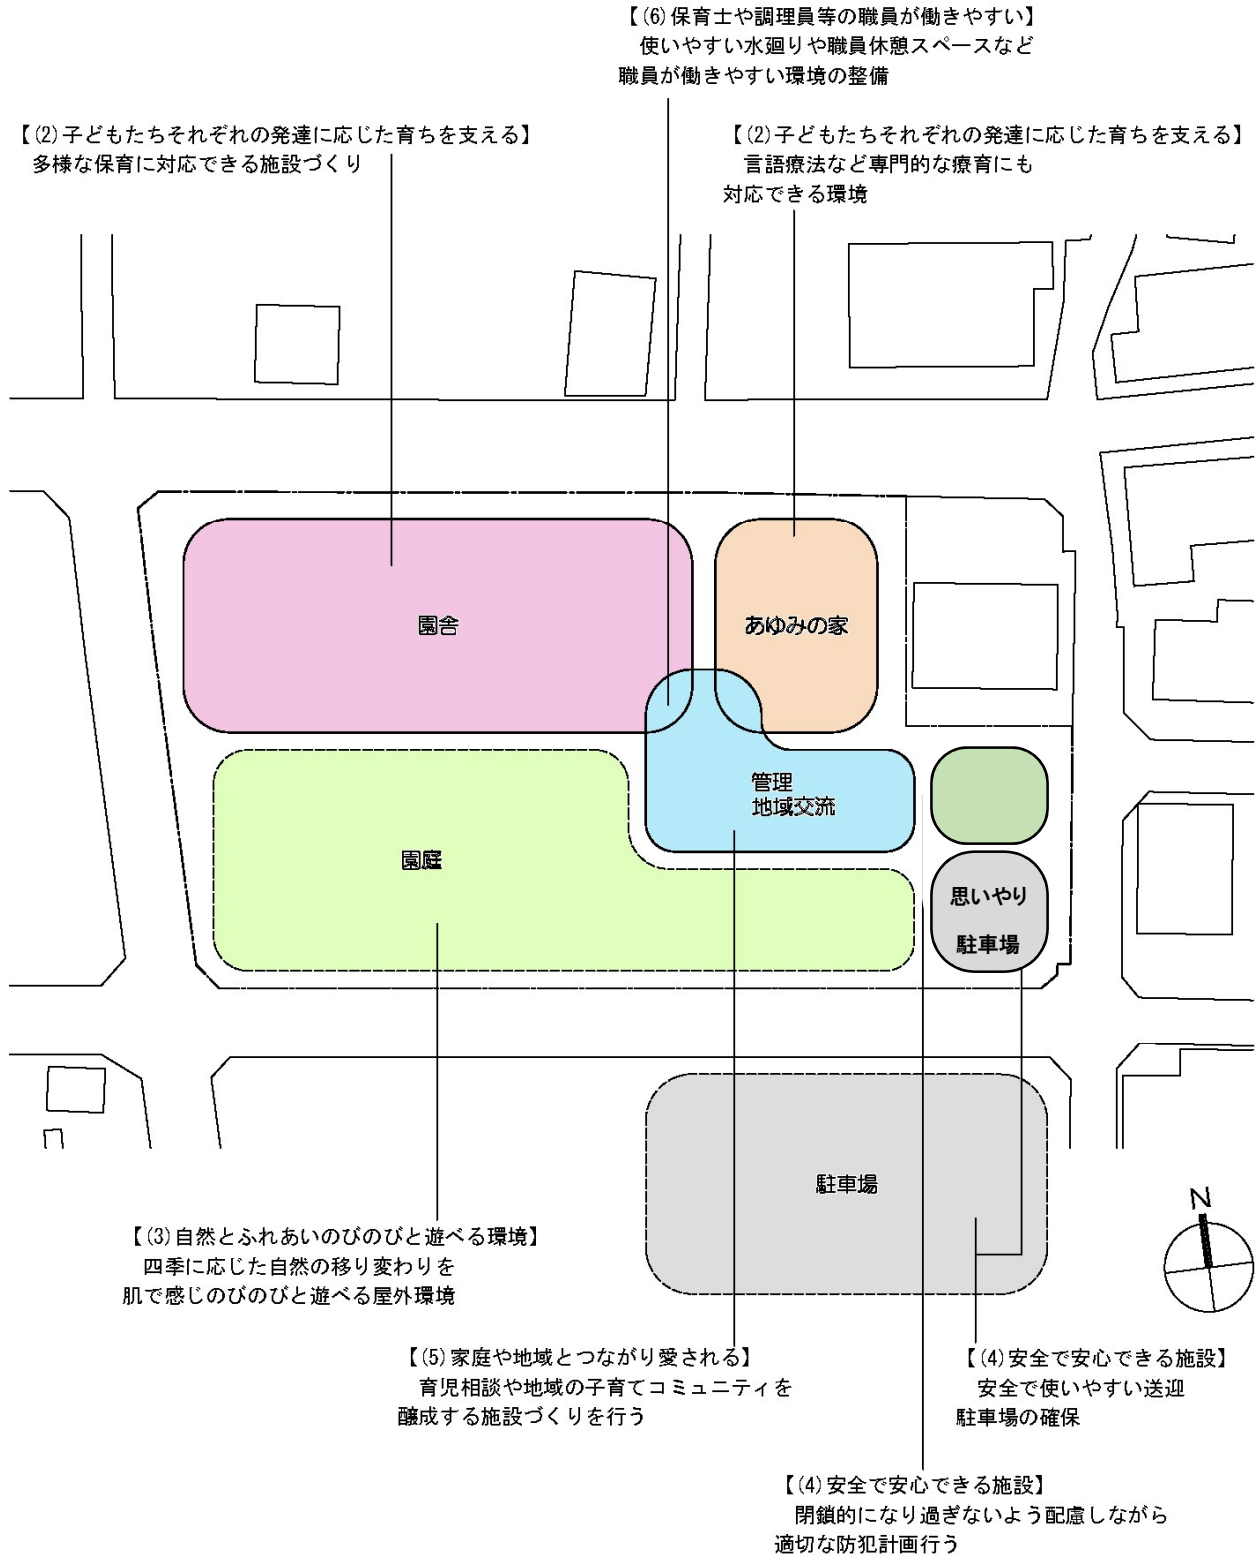 【(6)保育士や調理員等の職員が働きやすい】
使いやすい水廻りや職員休憩スペースなど
職員が働きやすい環境の整備
【(2)子どもたちそれぞれの発達に応じた育ちを支える】
多様な保育に対応できる施設づくり
【(2)子どもたちそれぞれの発達に応じた育ちを支える】
言語療法など専門的な療育にも
対応できる環境
園舎
あゆみの家
管理
地域交流
園庭
思いやり
駐車場
駐車場
N
【(3)自然とふれあいのびのびと遊べる環境】
四季に応じた自然の移り変わりを
肌で感じのびのびと遊べる屋外環境
【(5)家庭や地域とつながり愛される】
育児相談や地域の子育てコミュニティを
醸成する施設づくりを行う
【(4)安全で安心できる施設】
安全で使いやすい送迎
駐車場の確保
【(4)安全で安心できる施設】
閉鎖的になり過ぎないよう配慮しながら
適切な防犯計画行う